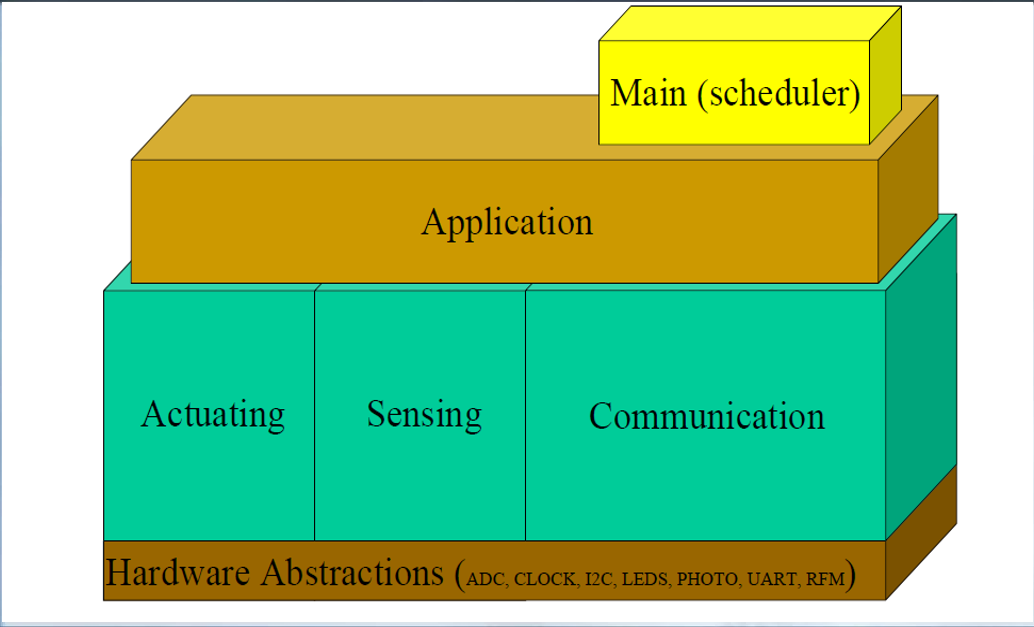 Main (scheduler)
Application
Actuating
Sensing
Communication
Hardware Abstractions (ADC, CLOCK, I2C, LEDS, PHOTO, UART, RFM)